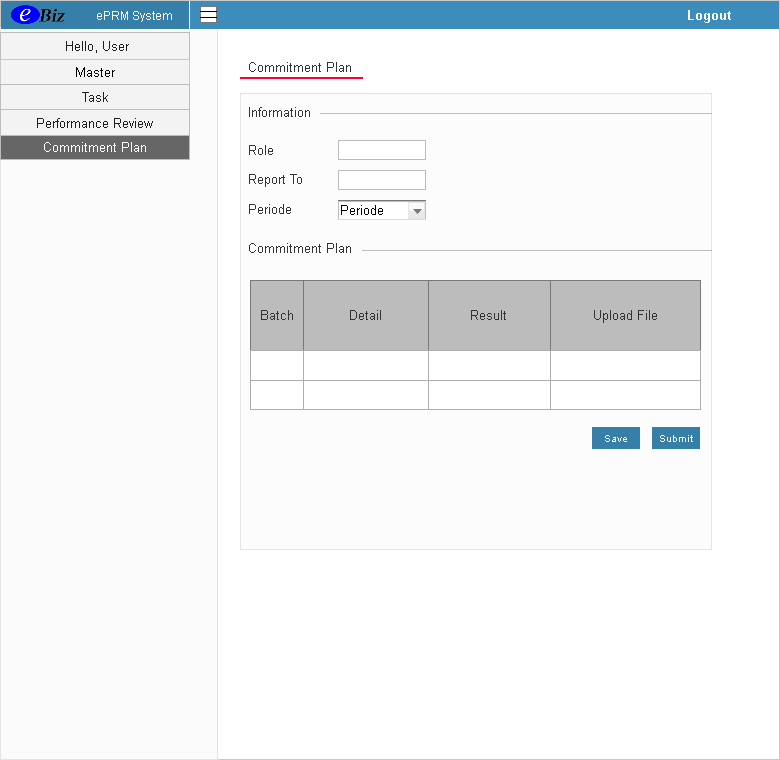 eBiz ePRM System Logout
Hello, User
Master
Task
Performance Review
Commitment Plan
Commitment Plan
Information
Role
Report To
Periode Periode
Commitment Plan
Batch Detail Result Upload File
Save Submit